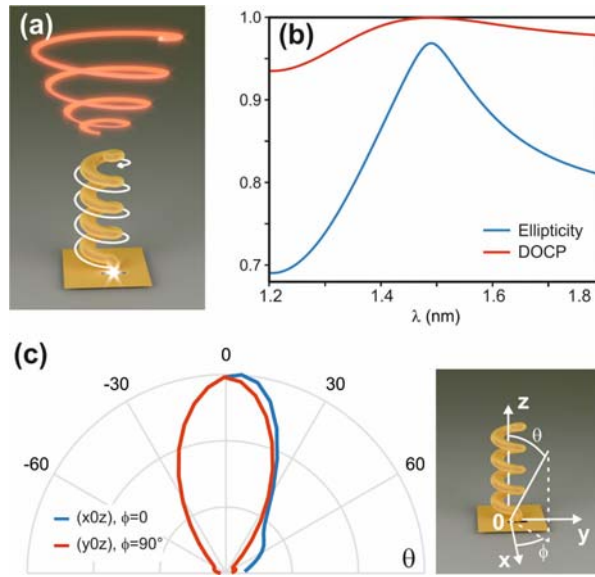 (a)
(b)
1.0
0.9
0.8
0.7
Ellipticity
DOCP
1.2
1.4
1.6
1.8
λ (nm)
(c)
0
-30
30
-60
60
(x0z), ϕ=0
(y0z), ϕ=90°
θ
z
θ
0
y
x
ϕ